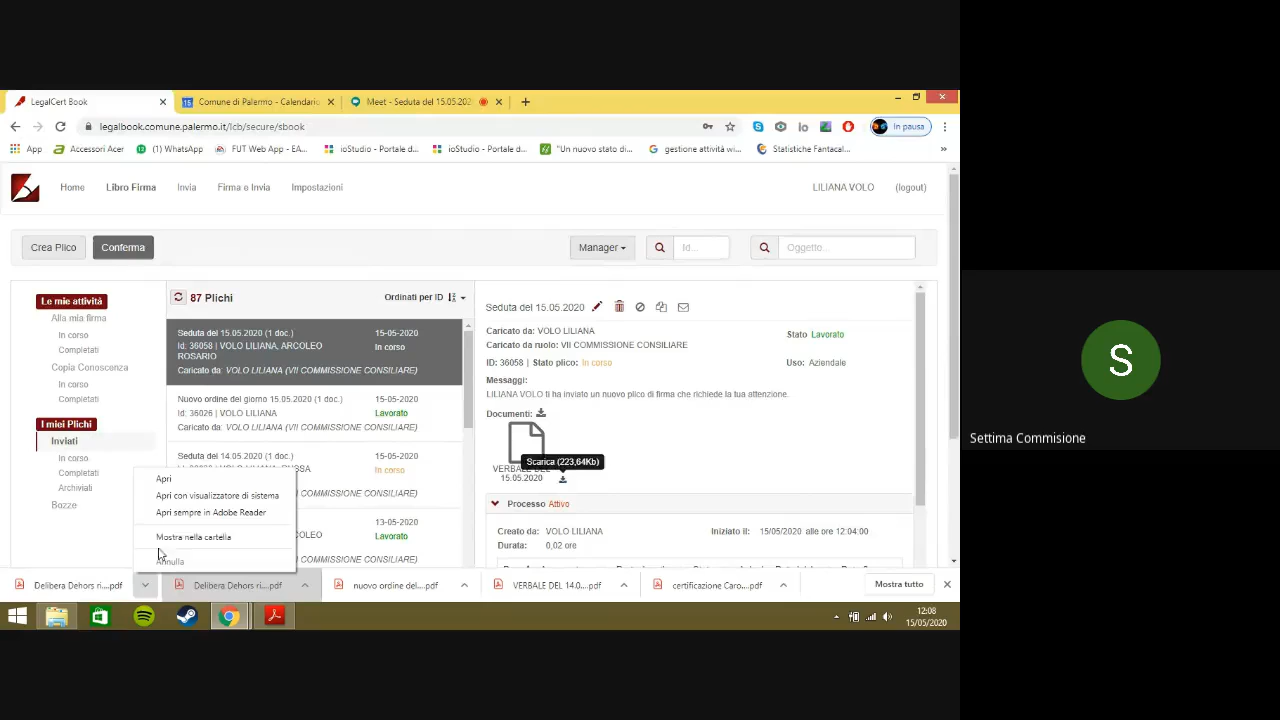 LegalCert Book
Comune di Palermo - Calendario
Meet - Seduta del 15.05.202
legalbook.comune.palermo.it/lcb/secure/sbook
In pausa
App
Accessori Acer
(1) WhatsApp
FUT Web App - EA...
ioStudio - Portale d...
ioStudio - Portale d...
"Un nuovo stato di...
gestione attività wi...
Statistiche Fantacal...
Home
Libro Firma
Invia
Firma e Invia
Impostazioni
LILIANA VOLO
(logout)
Crea Plico
Conferma
Manager
Id...
Oggetto...
Le mie attività
Alla mia firma
In corso
Completati
Copia Conoscenza
In corso
Completati
I miei Plichi
Inviati
In corso
Completati
Archiviati
Bozze
87 Plichi
Ordinati per ID
Seduta del 15.05.2020 (1 doc.)
15-05-2020
Id: 36058 | VOLO LILIANA, ARCOLEO ROSARIO
In corso
Caricato da: VOLO LILIANA (VII COMMISSIONE CONSILIARE)
Nuovo ordine del giorno 15.05.2020 (1 doc.)
15-05-2020
Id: 36026 | VOLO LILIANA
Lavorato
Caricato da: VOLO LILIANA (VII COMMISSIONE CONSILIARE)
Seduta del 14.05.2020 (1 doc.)
15-05-2020
In corso
CONSILIARE)
13-05-2020
OLEO
Lavorato
CONSILIARE)
Seduta del 15.05.2020
Caricato da: VOLO LILIANA
Stato Lavorato
Caricato da ruolo: VII COMMISSIONE CONSILIARE
ID: 36058 | Stato plico: In corso
Uso: Aziendale
Messaggi:
LILIANA VOLO ti ha inviato un nuovo plico di firma che richiede la tua attenzione.
Documenti:
Scarica (223,64Kb)
VERBALE DEL
15.05.2020
Processo Attivo
Creato da: VOLO LILIANA
Iniziato il: 15/05/2020 alle ore 12:04:00
Durata: 0,02 ore
Apri
Apri con visualizzatore di sistema
Apri sempre in Adobe Reader
Mostra nella cartella
Annulla
Delibera Dehors ri....pdf
Delibera Dehors ri....pdf
nuovo ordine del....pdf
VERBALE DEL 14.0....pdf
certificazione Caro....pdf
Mostra tutto
12:08
15/05/2020
S
Settima Commisione